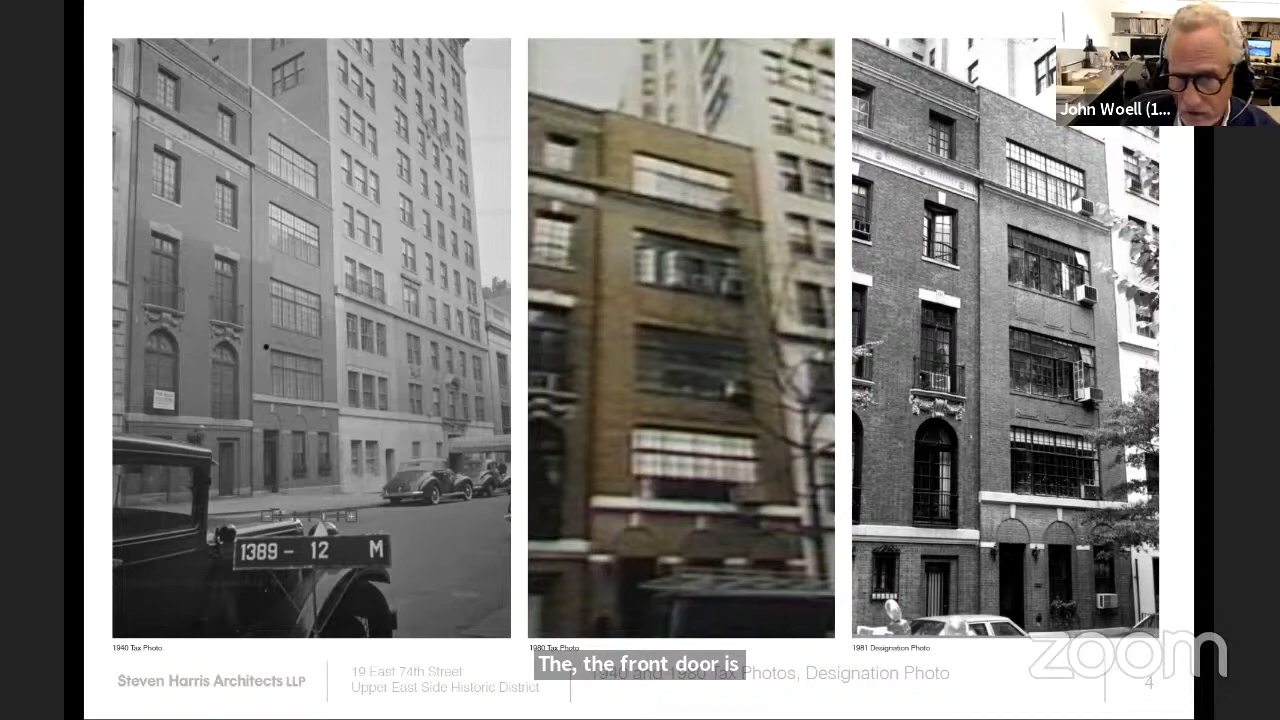 John Woell (1...
1389 - 12 M
1940 Tax Photo
1980 Tax Photo
1981 Designation Photo
The, the front door is
Steven Harris Architects LLP
19 East 74th Street
Upper East Side Historic District
1940 and 1980 Tax Photos, Designation Photo
4
zoom